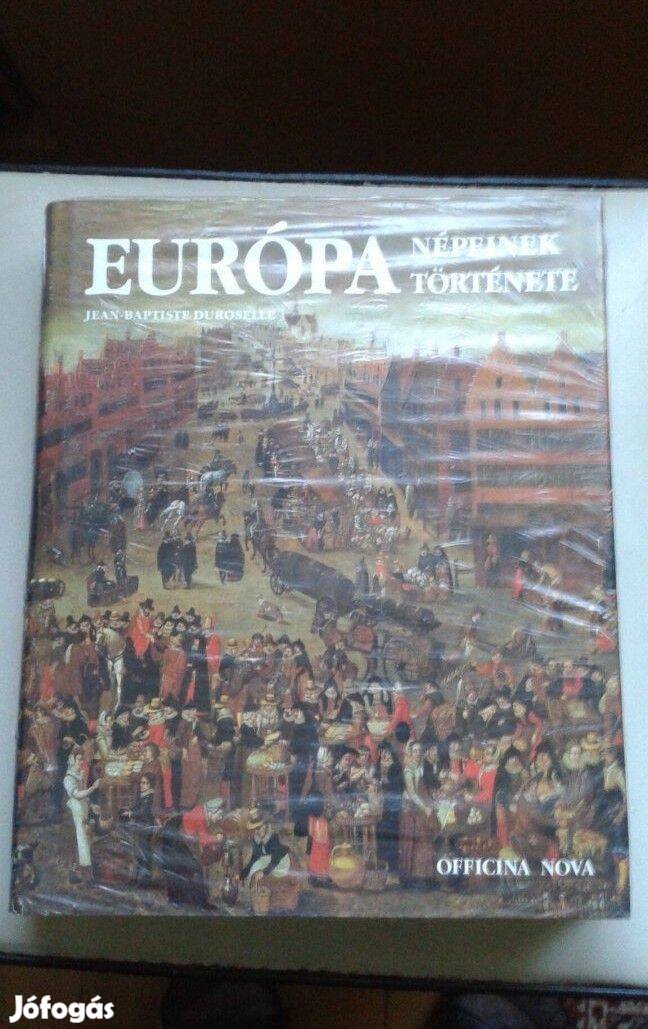 EURÓPA NÉPEINEK
TÖRTÉNETE
JEAN-BAPTISTE DUROSELLE
OFFICINA NOVA
Jófogás